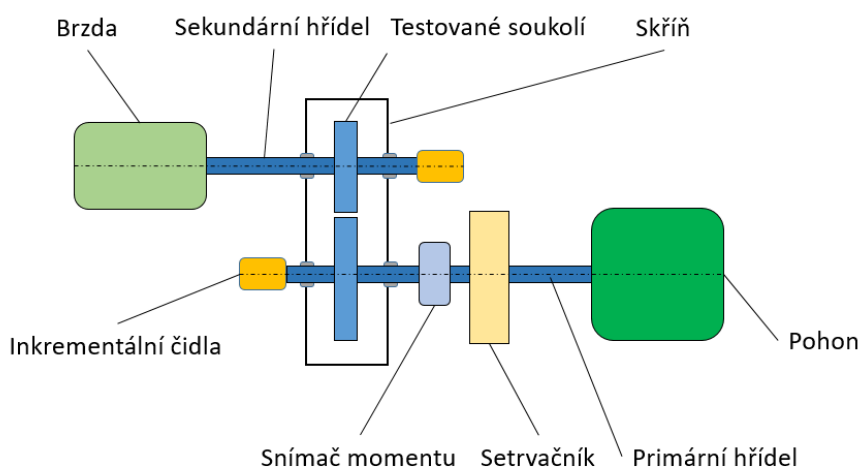 Brzda
Sekundární hřídel
Testované soukolí
Skříň
Inkrementální čidla
Pohon
Snímač momentu
Setrvačník
Primární hřídel